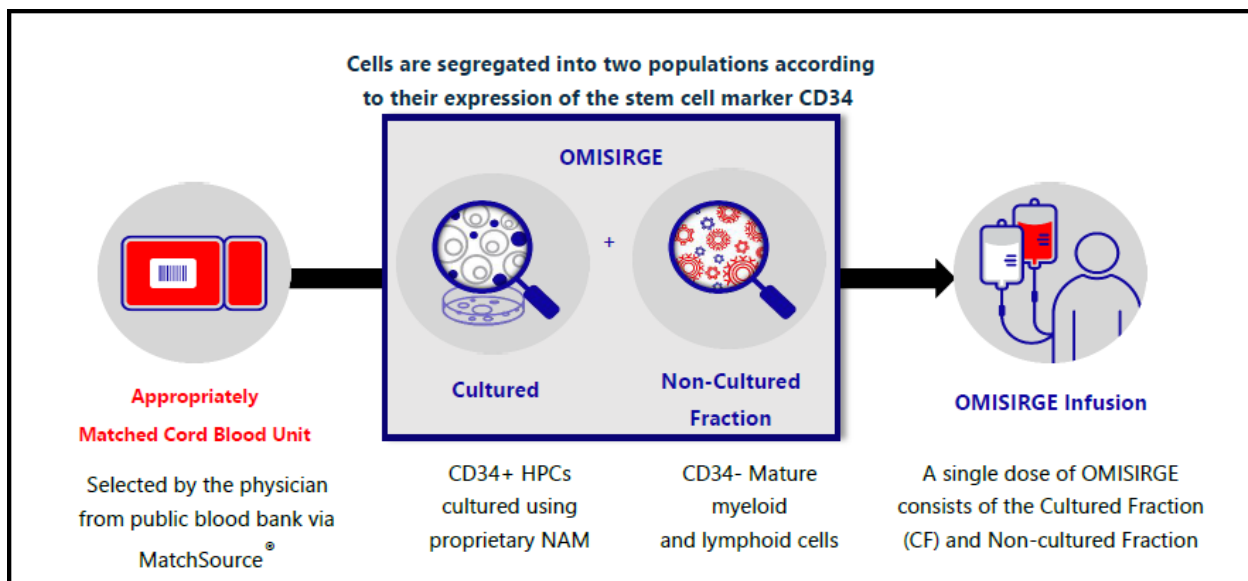 Cells are segregated into two populations according
to their expression of the stem cell marker CD34
OMISIRGE
+
Appropriately
Matched Cord Blood Unit
Selected by the physician
from public blood bank via
MatchSource®
Cultured
CD34+ HPCs
cultured using
proprietary NAM
Non-Cultured
Fraction
CD34- Mature
myeloid
and lymphoid cells
OMISIRGE Infusion
A single dose of OMISIRGE
consists of the Cultured Fraction
(CF) and Non-cultured Fraction